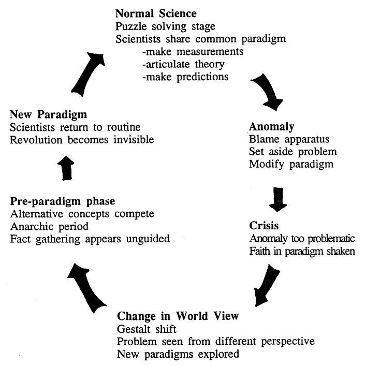 Normal Science
Puzzle solving stage
Scientists share common paradigm
-make measurements
-articulate theory
-make predictions
Anomaly
Blame apparatus
Set aside problem
Modify paradigm
Crisis
Anomaly too problematic
Faith in paradigm shaken
Change in World View
Gestalt shift
Problem seen from different perspective
New paradigms explored
Pre-paradigm phase
Alternative concepts compete
Anarchic period
Fact gathering appears unguided
New Paradigm
Scientists return to routine
Revolution becomes invisible